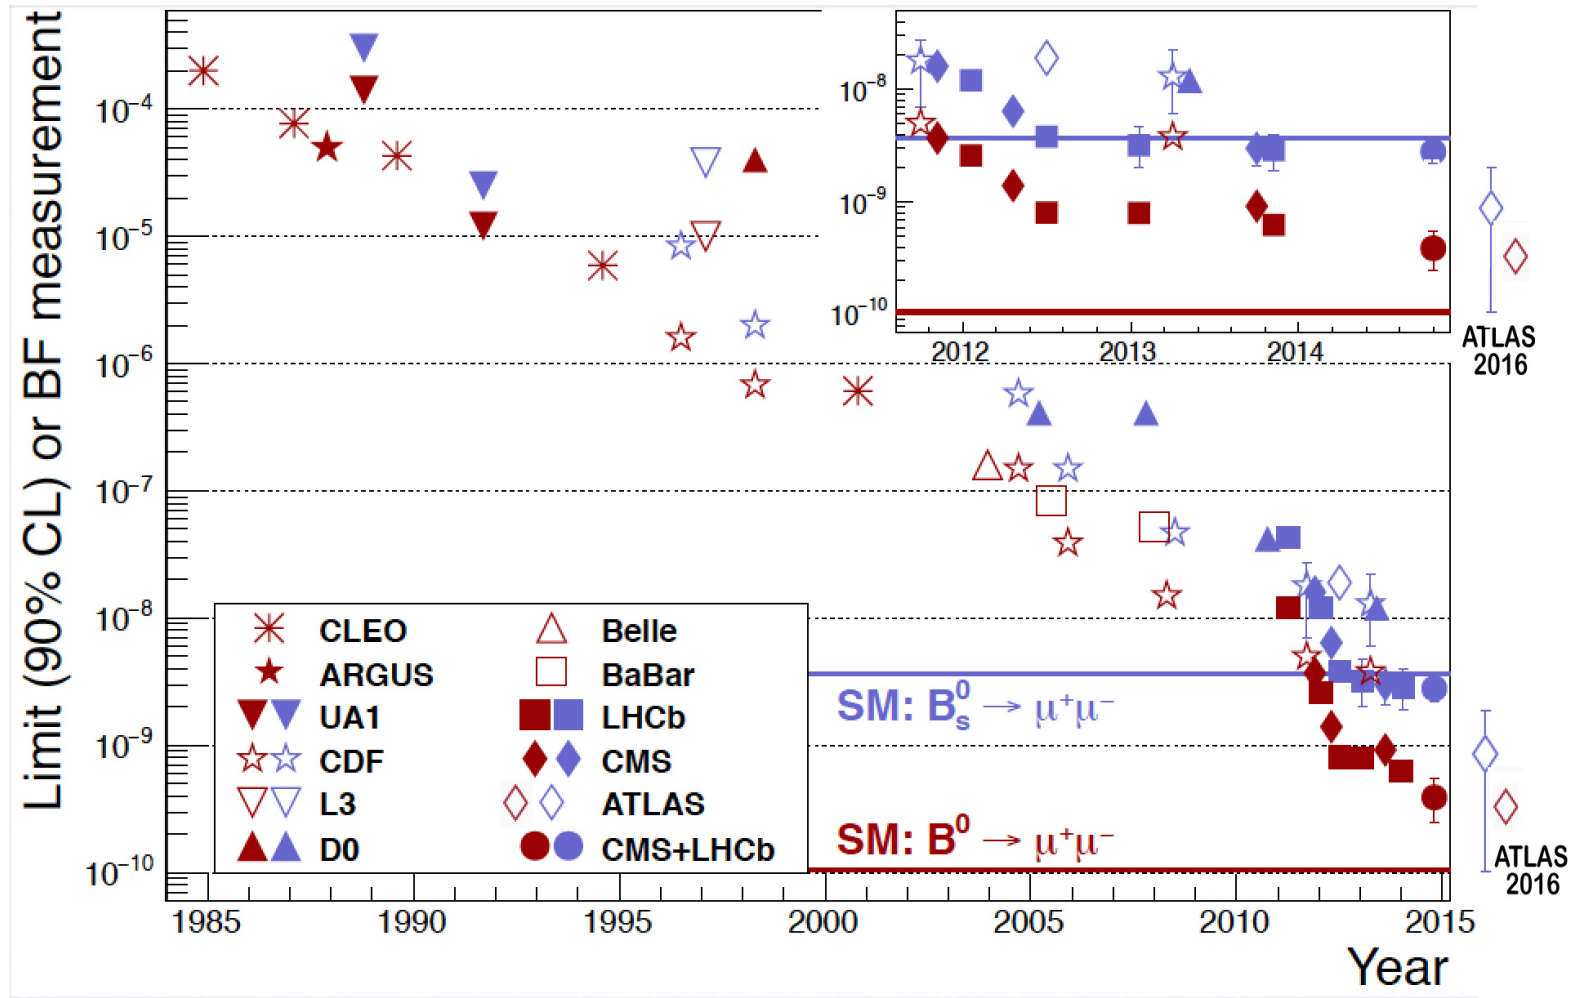 Limit (90% CL) or BF measurement
10⁻⁴
10⁻⁵
10⁻⁶
10⁻⁷
10⁻⁸
10⁻⁹
10⁻¹⁰
10⁻⁸
10⁻⁹
10⁻¹⁰
2012 2013 2014
ATLAS
2016
CLEO
ARGUS
UA1
CDF
L3
D0
Belle
BaBar
LHCb
CMS
ATLAS
CMS+LHCb
SM: B⁰ₛ → μ⁺μ⁻
SM: B⁰ → μ⁺μ⁻
ATLAS
2016
1985 1990 1995 2000 2005 2010 2015
Year